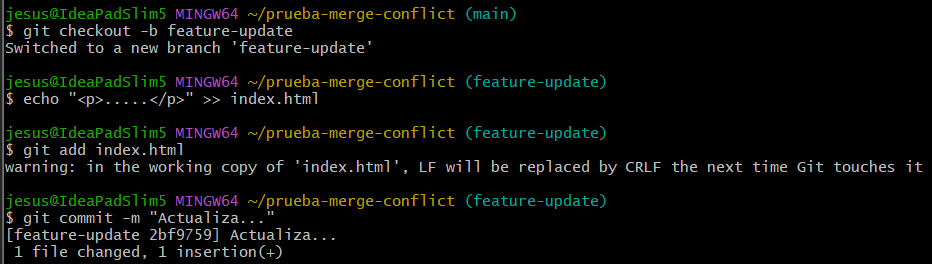 jesus@IdeaPadSlim5 MINGW64 ~/prueba-merge-conflict (main)
$ git checkout -b feature-update
Switched to a new branch 'feature-update'
jesus@IdeaPadSlim5 MINGW64 ~/prueba-merge-conflict (feature-update)
$ echo "<p>.....</p>" >> index.html
jesus@IdeaPadSlim5 MINGW64 ~/prueba-merge-conflict (feature-update)
$ git add index.html
warning: in the working copy of 'index.html', LF will be replaced by CRLF the next time Git touches it
jesus@IdeaPadSlim5 MINGW64 ~/prueba-merge-conflict (feature-update)
$ git commit -m "Actualiza..."
[feature-update 2bf9759] Actualiza...
 1 file changed, 1 insertion(+)